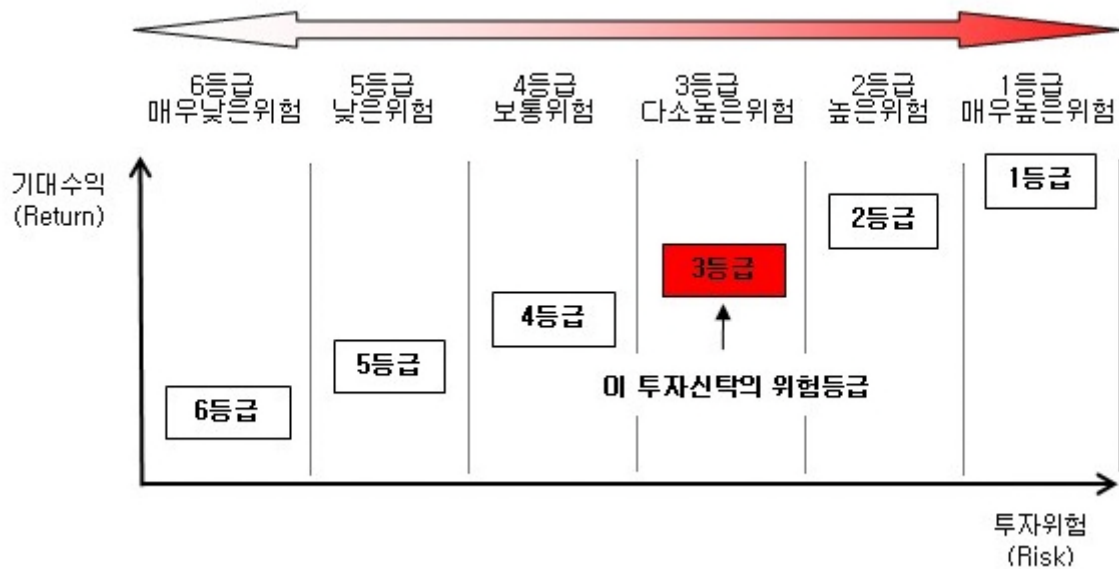 6등급 5등급 4등급 3등급 2등급 1등급
매우낮은위험 낮은위험 보통위험 다소높은위험 높은위험 매우높은위험
기대수익
(Return)
1등급
2등급
3등급
4등급
5등급
이 투자신탁의 위험등급
6등급
투자위험
(Risk)